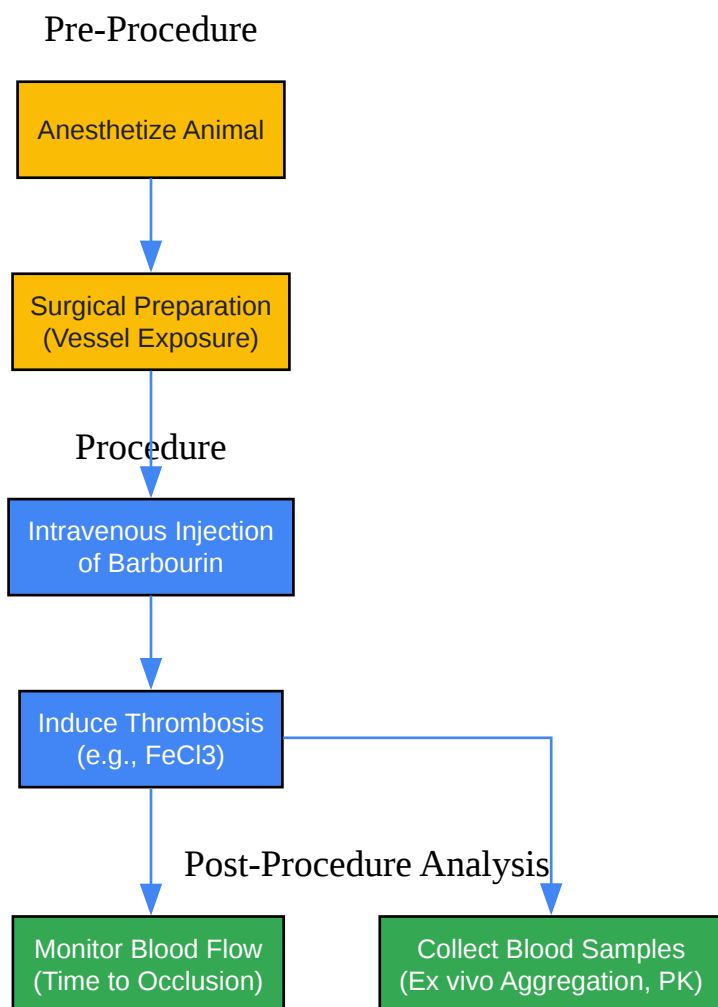 Pre-Procedure
Anesthetize Animal
Surgical Preparation
(Vessel Exposure)
Procedure
Intravenous Injection
of Barbourin
Induce Thrombosis
(e.g., FeCl3)
Post-Procedure Analysis
Monitor Blood Flow
(Time to Occlusion)
Collect Blood Samples
(Ex vivo Aggregation, PK)